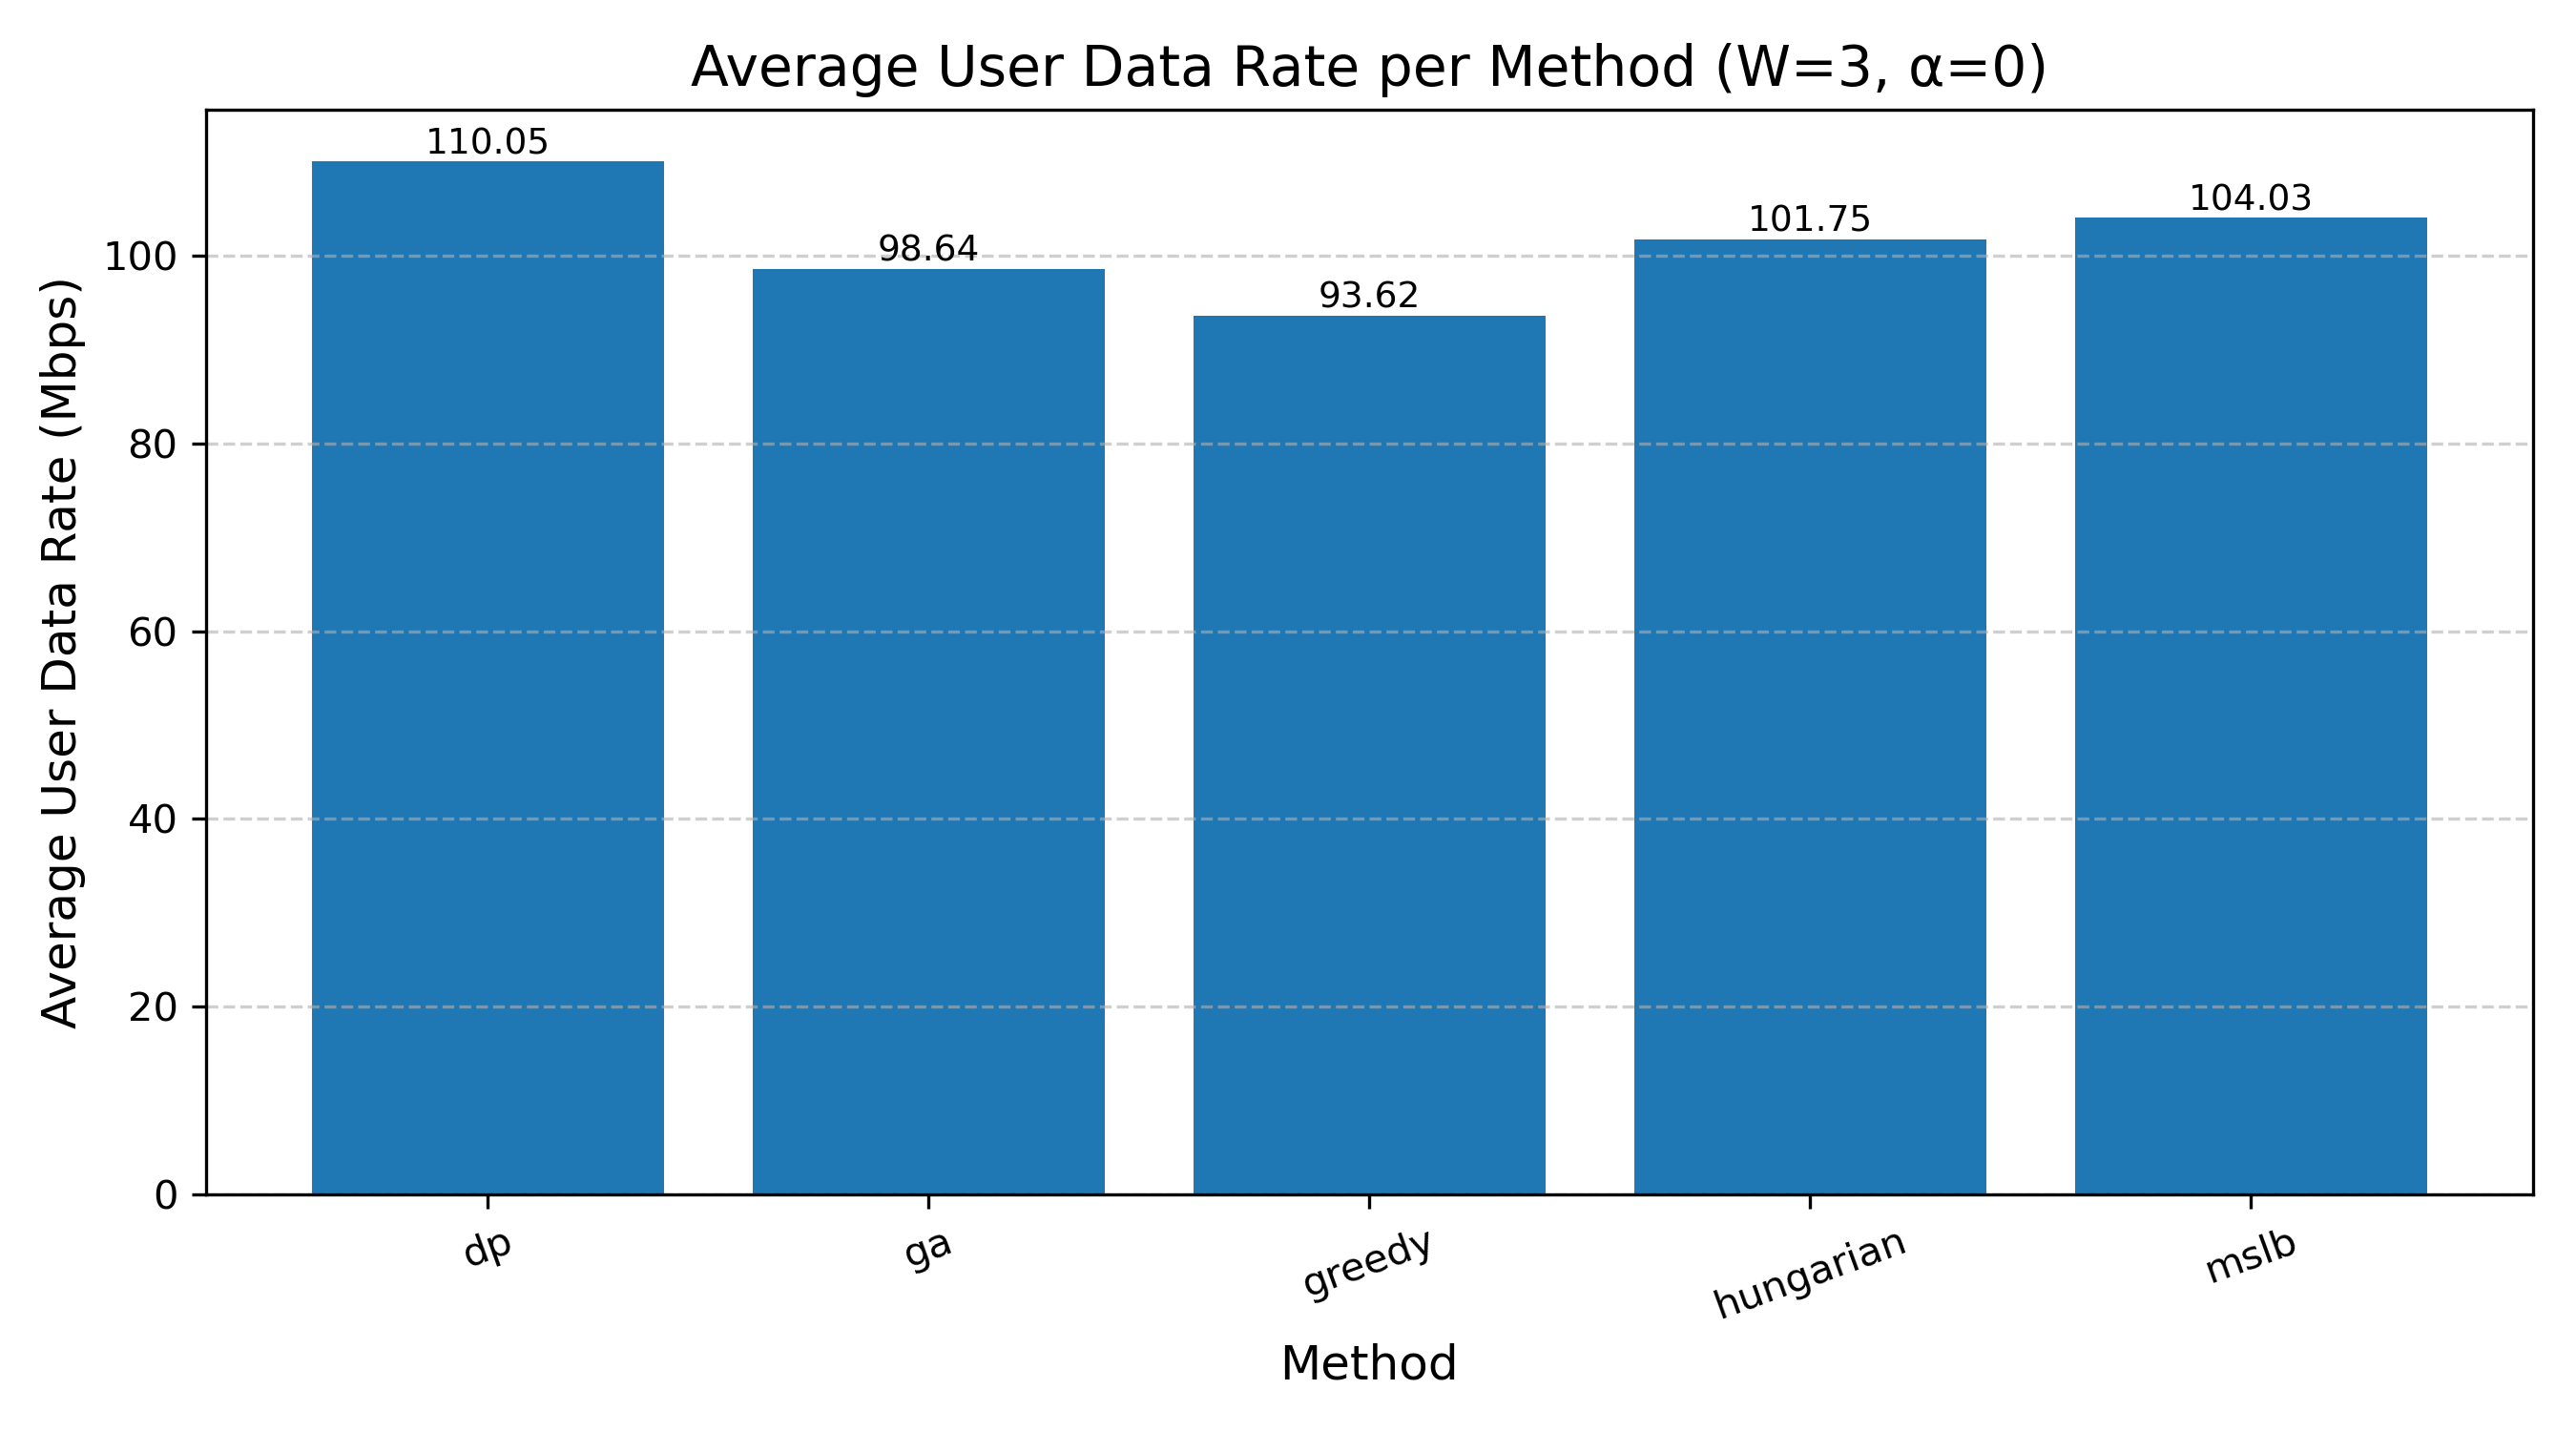 Average User Data Rate per Method (W=3, α=0)
Average User Data Rate (Mbps)
100
80
60
40
20
0
110.05
98.64
93.62
101.75
104.03
dp
ga
greedy
hungarian
mslb
Method